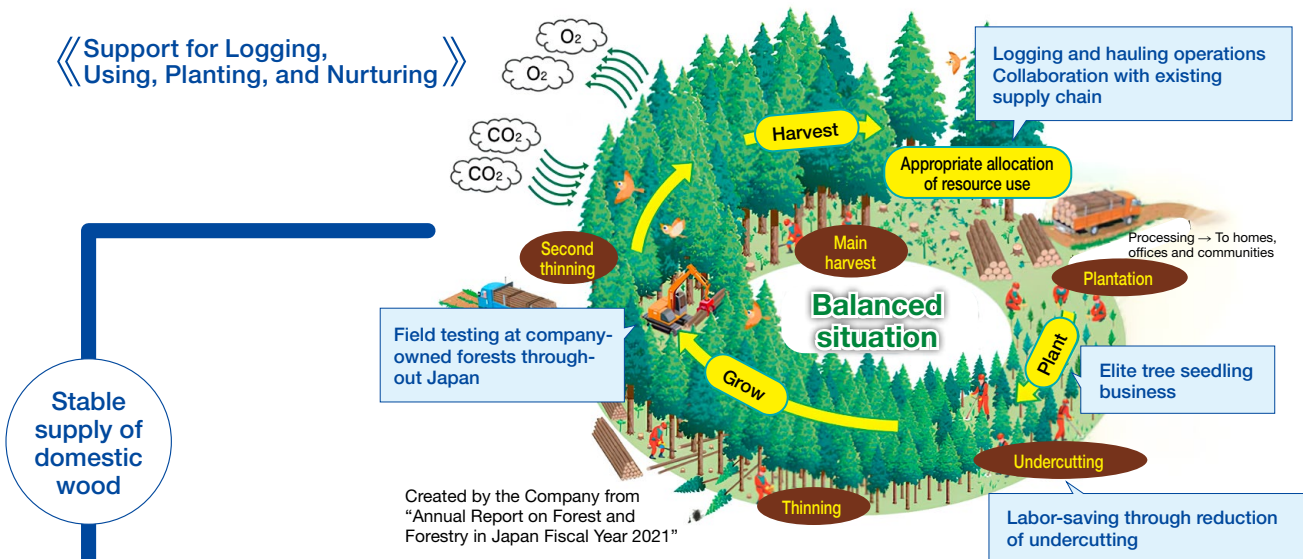 Support for Logging,
Using, Planting, and Nurturing
O₂
O₂
CO₂
CO₂
Harvest
Logging and hauling operations
Collaboration with existing
supply chain
Appropriate allocation
of resource use
Processing → To homes,
offices and communities
Second
thinning
Main
harvest
Plantation
Balanced
situation
Field testing at company-
owned forests through-
out Japan
Grow
Plant
Elite tree seedling
business
Stable
supply of
domestic
wood
Undercutting
Thinning
Created by the Company from
“Annual Report on Forest and
Forestry in Japan Fiscal Year 2021”
Labor-saving through reduction
of undercutting